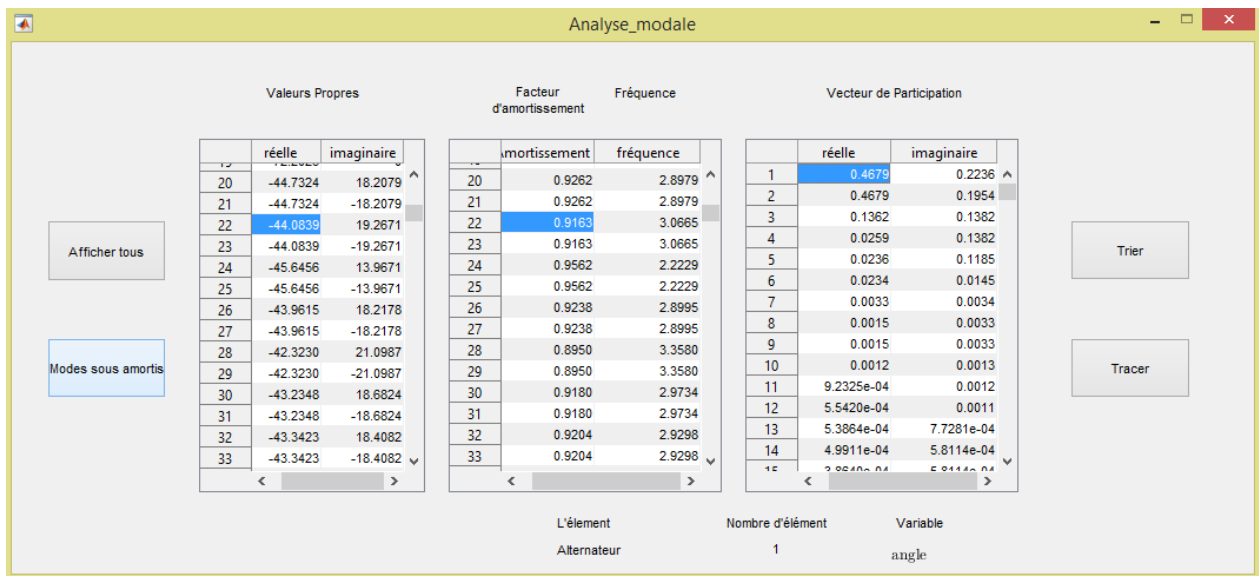 Analyse_modale
Valeurs Propres
Facteur d'amortissement
Fréquence
Vecteur de Participation
réelle imaginaire
20 -44.7324 18.2079
21 -44.7324 -18.2079
22 -44.0839 19.2671
23 -44.0839 -19.2671
24 -45.6456 13.9671
25 -45.6456 -13.9671
26 -43.9615 18.2178
27 -43.9615 -18.2178
28 -42.3230 21.0987
29 -42.3230 -21.0987
30 -43.2348 18.6824
31 -43.2348 -18.6824
32 -43.3423 18.4082
33 -43.3423 -18.4082
mortissement fréquence
20 0.9262 2.8979
21 0.9262 2.8979
22 0.9163 3.0665
23 0.9163 3.0665
24 0.9562 2.2229
25 0.9562 2.2229
26 0.9238 2.8995
27 0.9238 2.8995
28 0.8950 3.3580
29 0.8950 3.3580
30 0.9180 2.9734
31 0.9180 2.9734
32 0.9204 2.9298
33 0.9204 2.9298
réelle imaginaire
1 0.4679 0.2236
2 0.4679 0.1954
3 0.1362 0.1382
4 0.0259 0.1382
5 0.0236 0.1185
6 0.0234 0.0145
7 0.0033 0.0034
8 0.0015 0.0033
9 0.0015 0.0033
10 0.0012 0.0013
11 9.2325e-04 0.0012
12 5.5420e-04 0.0011
13 5.3864e-04 7.7281e-04
14 4.9911e-04 5.8114e-04
Afficher tous
Modes sous amortis
Trier
Tracer
L'élement Nombre d'élément Variable
Alternateur 1 angle